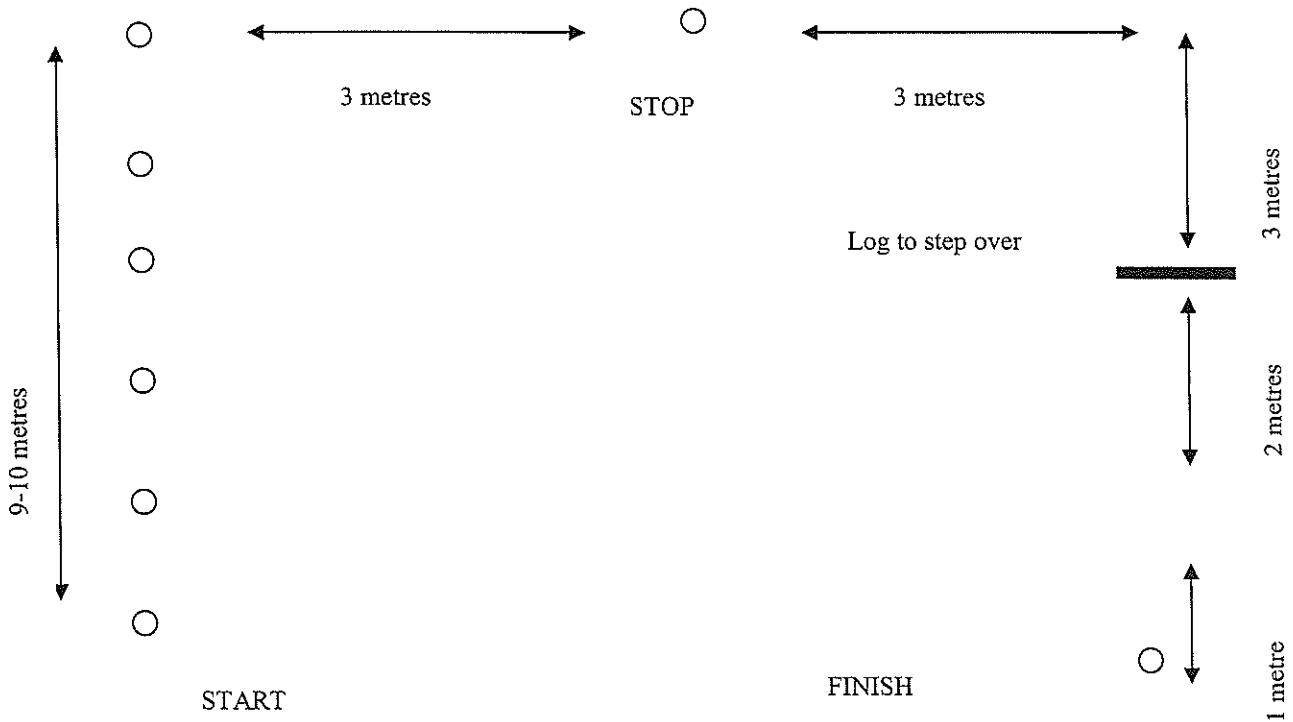 3 metres
STOP
3 metres
3 metres
Log to step over
2 metres
9-10 metres
START
FINISH
1 metre